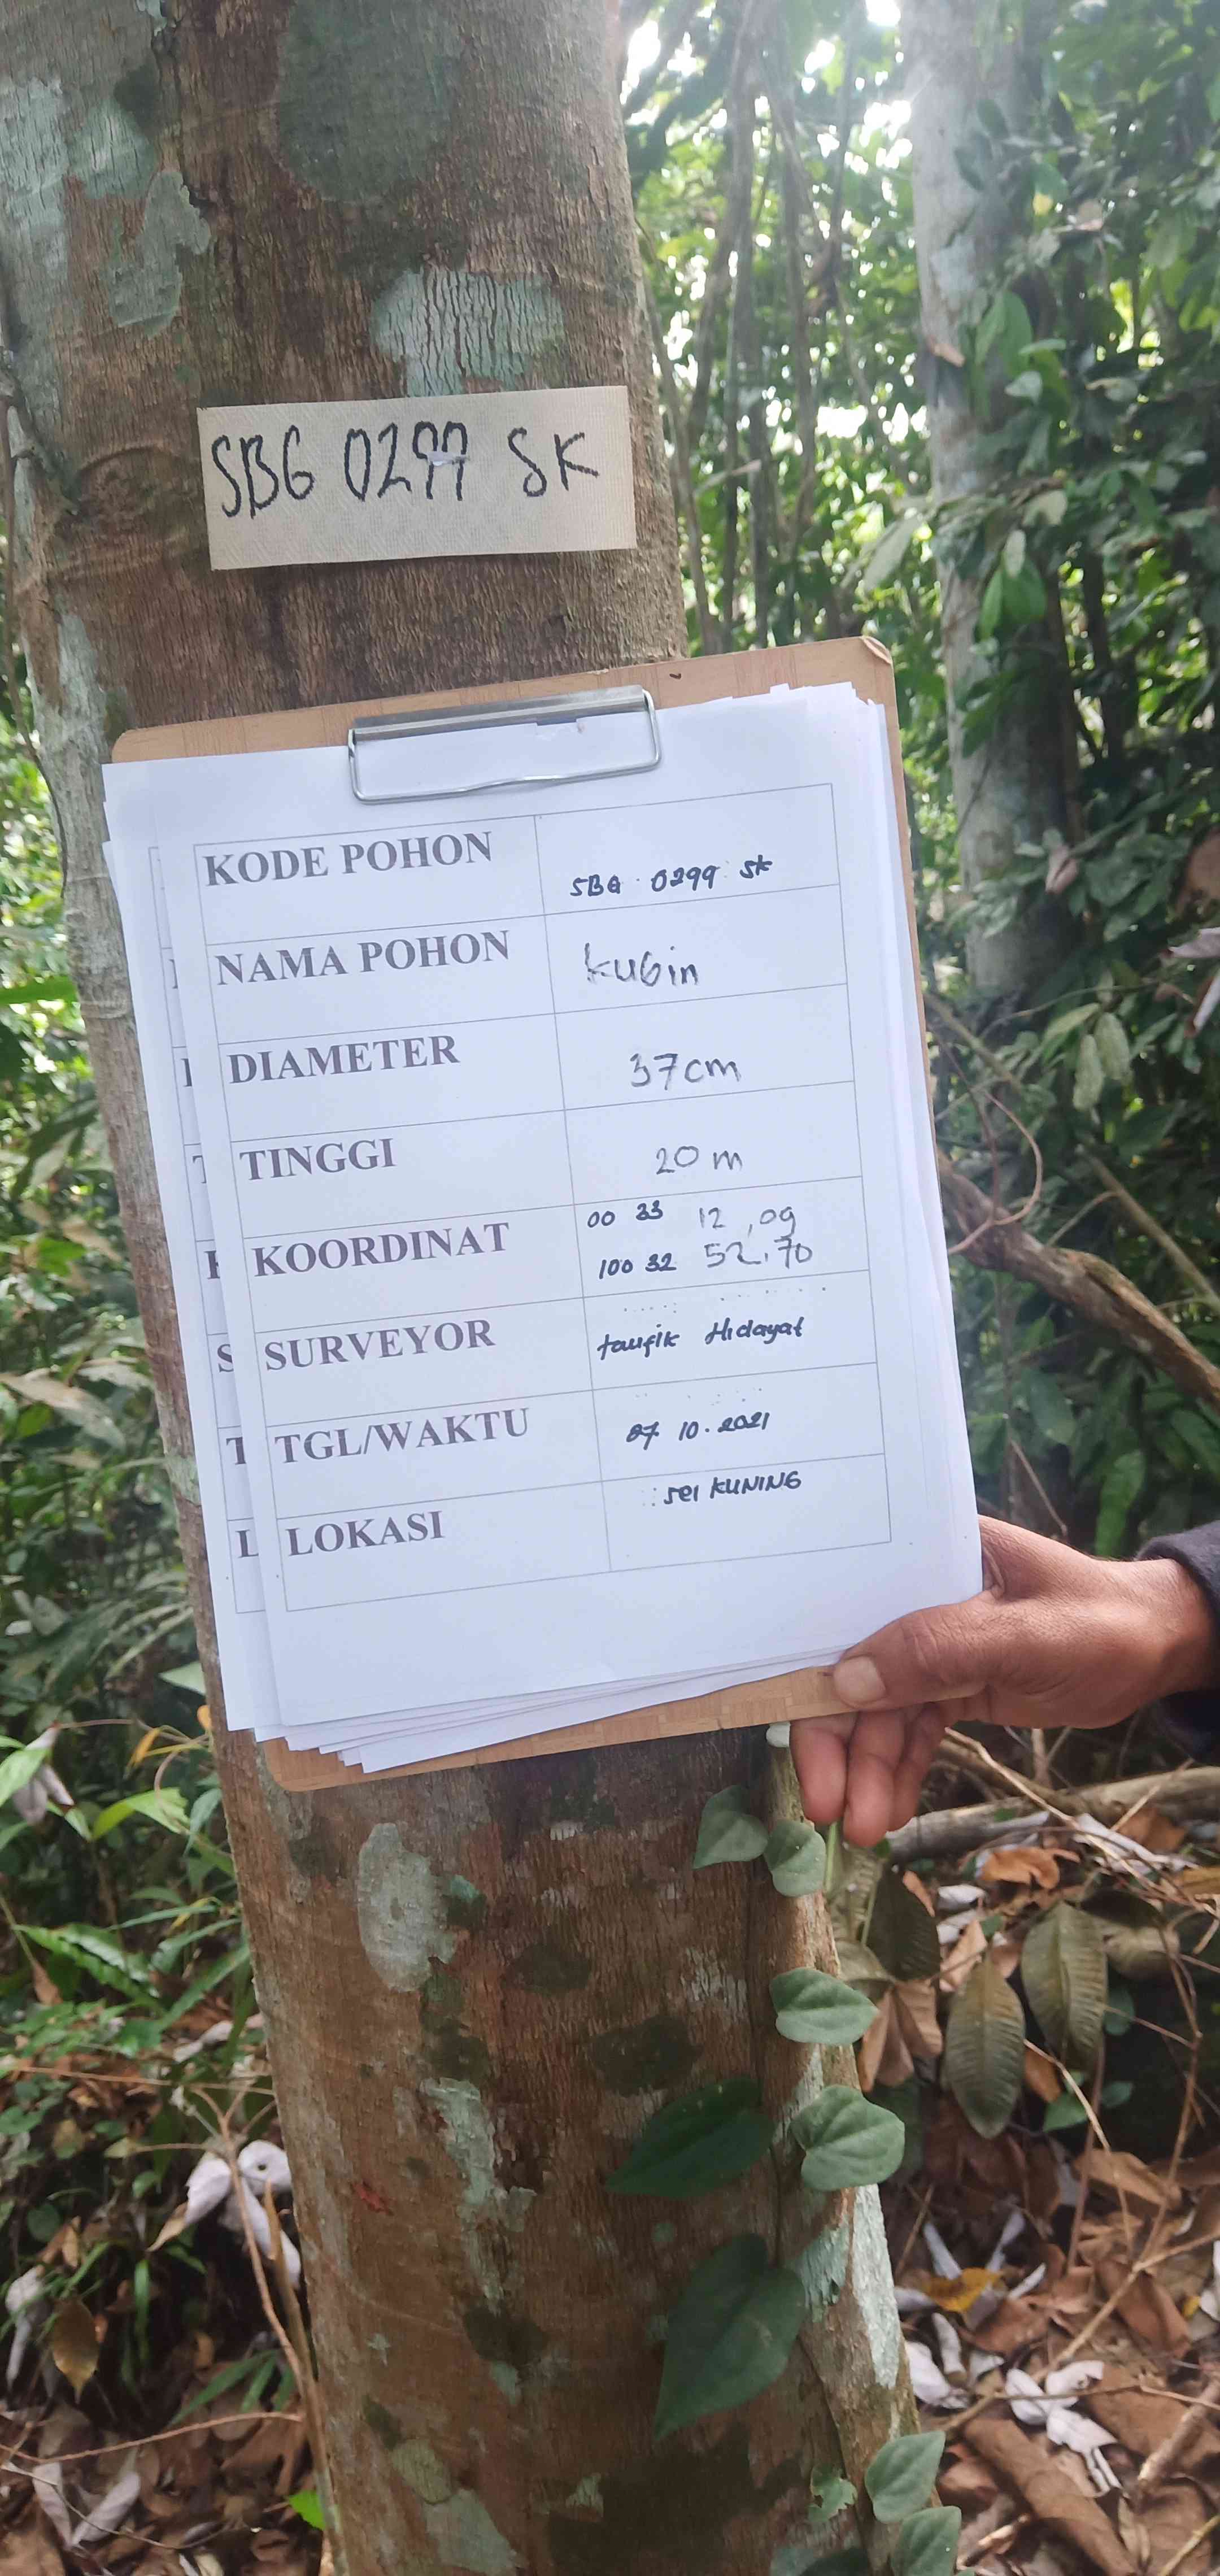 SBG 0299 SK
KODE POHON SBG 0299 SK
NAMA POHON kubin
DIAMETER 37cm
TINGGI 20 m
KOORDINAT 00 33 12,09
100 32 52.70
SURVEYOR taufik Hidayat
TGL/WAKTU 07 10.2021
LOKASI sei KUNING